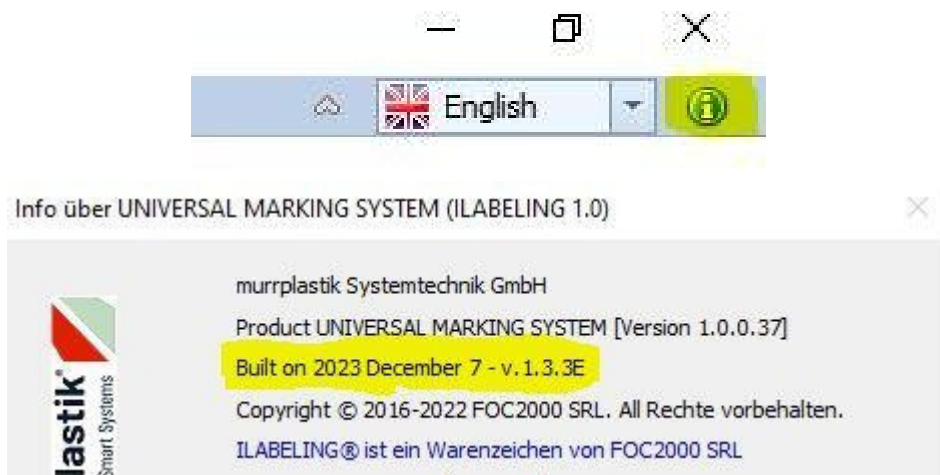 English
Info über UNIVERSAL MARKING SYSTEM (ILABELING 1.0)
murrplastik Systemtechnik GmbH
Product UNIVERSAL MARKING SYSTEM [Version 1.0.0.37]
Built on 2023 December 7 - v.1.3.3E
Copyright © 2016-2022 FOC2000 SRL. All Rechte vorbehalten.
ILABELING® ist ein Warenzeichen von FOC2000 SRL
lastik®
Smart Systems